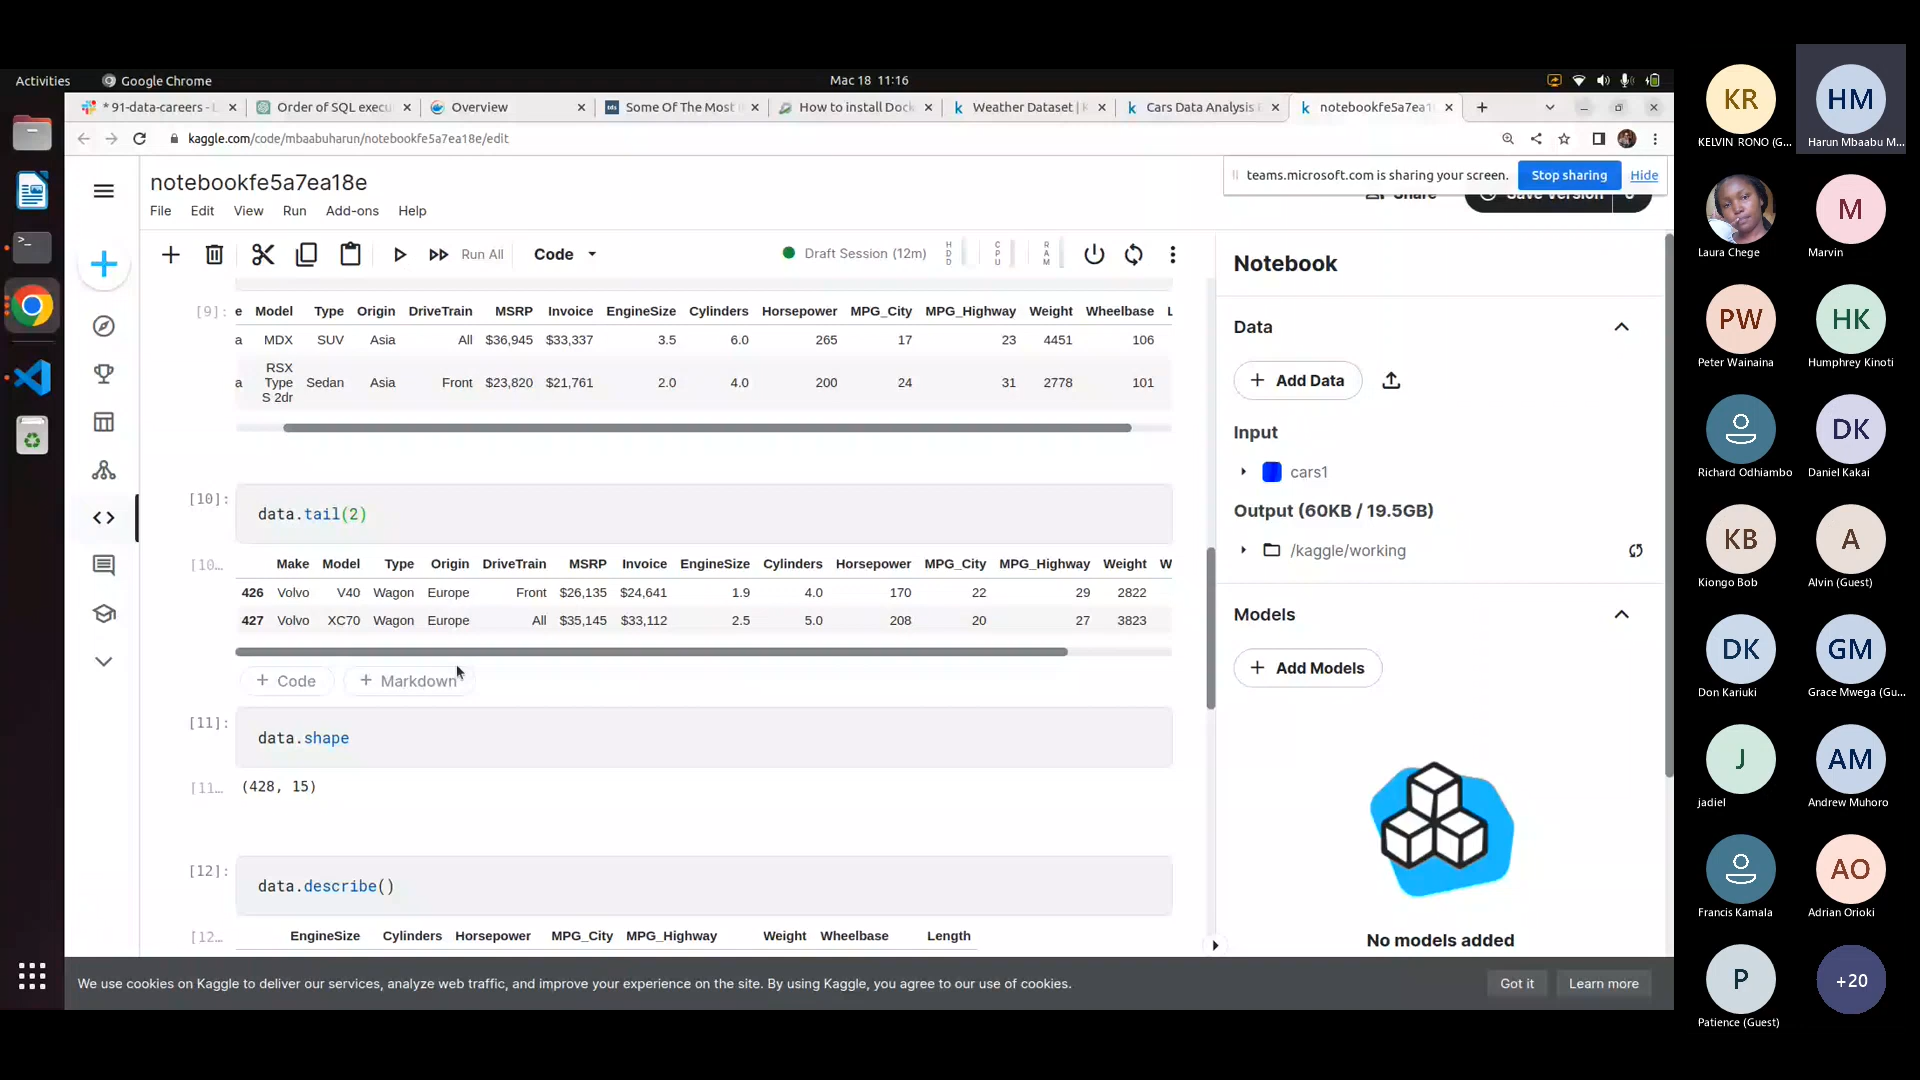 Activities
Google Chrome
Mac 18 11:16
* 91-data-careers -
Order of SQL execu
Overview
Some Of The Most
How to install Dock
Weather Dataset |
Cars Data Analysis
notebookfe5a7ea1
kaggle.com/code/mbaabuharun/notebookfe5a7ea18e/edit
teams.microsoft.com is sharing your screen. Stop sharing Hide
notebookfe5a7ea18e
File Edit View Run Add-ons Help
Share
Save Version
Run All Code Draft Session (12m) HDD CPU RAM
[9]: e Model Type Origin DriveTrain MSRP Invoice EngineSize Cylinders Horsepower MPG_City MPG_Highway Weight Wheelbase L
a MDX SUV Asia All $36,945 $33,337 3.5 6.0 265 17 23 4451 106
a RSX Type S 2dr Sedan Asia Front $23,820 $21,761 2.0 4.0 200 24 31 2778 101
[10]: data.tail(2)
[10... Make Model Type Origin DriveTrain MSRP Invoice EngineSize Cylinders Horsepower MPG_City MPG_Highway Weight W
426 Volvo V40 Wagon Europe Front $26,135 $24,641 1.9 4.0 170 22 29 2822
427 Volvo XC70 Wagon Europe All $35,145 $33,112 2.5 5.0 208 20 27 3823
+ Code + Markdown
[11]: data.shape
[11... (428, 15)
[12]: data.describe()
[12... EngineSize Cylinders Horsepower MPG_City MPG_Highway Weight Wheelbase Length
Notebook
Data
+ Add Data
Input
cars1
Output (60KB / 19.5GB)
/kaggle/working
Models
+ Add Models
No models added
We use cookies on Kaggle to deliver our services, analyze web traffic, and improve your experience on the site. By using Kaggle, you agree to our use of cookies. Got it Learn more
KR HM
KELVIN RONO (G... Harun Mbaabu M...
M
Laura Chege Marvin
PW HK
Peter Wainaina Humphrey Kinoti
DK
Richard Odhiambo Daniel Kakai
KB A
Kiongo Bob Alvin (Guest)
DK GM
Don Kariuki Grace Mwega (Gu...
J AM
jadiel Andrew Muhoro
AO
Francis Kamala Adrian Orioki
P +20
Patience (Guest)